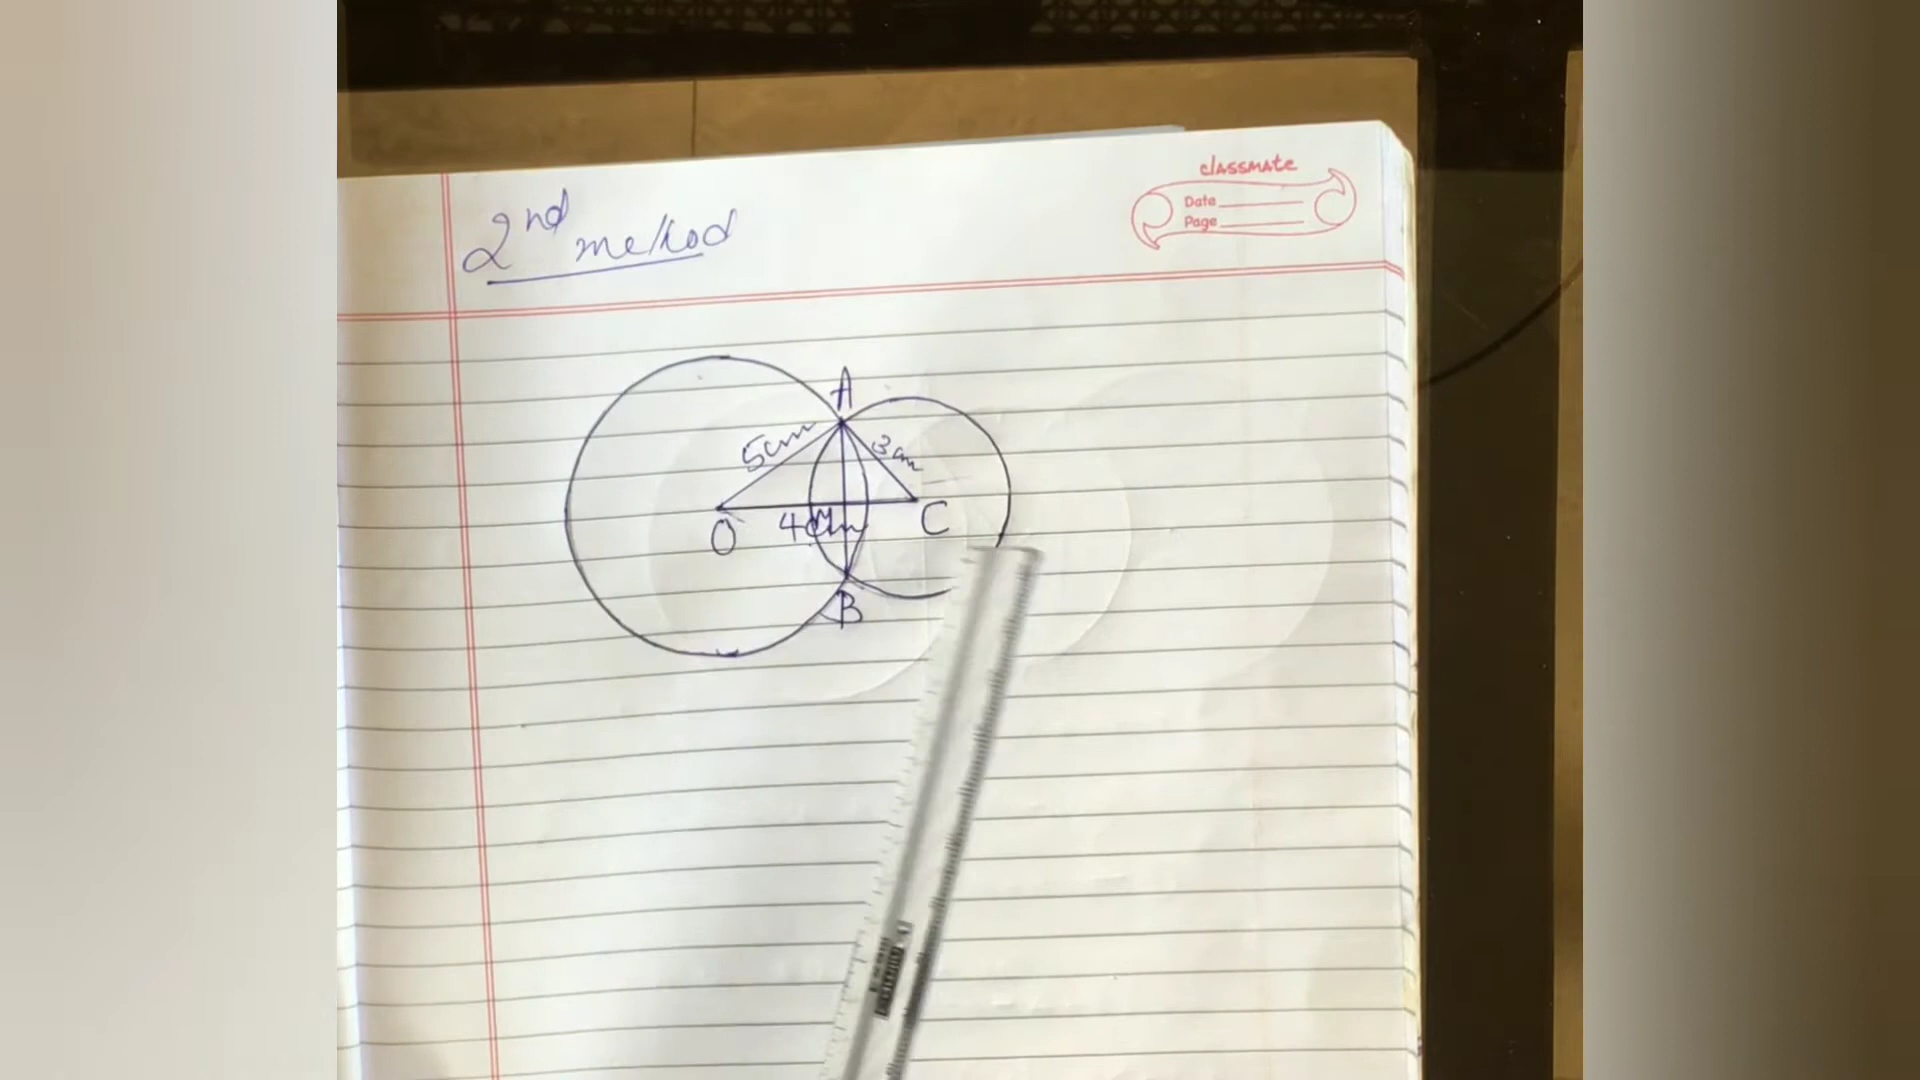 classmate
Date
Page
2nd method
A
5cm
3cm
O
4cm
C
B